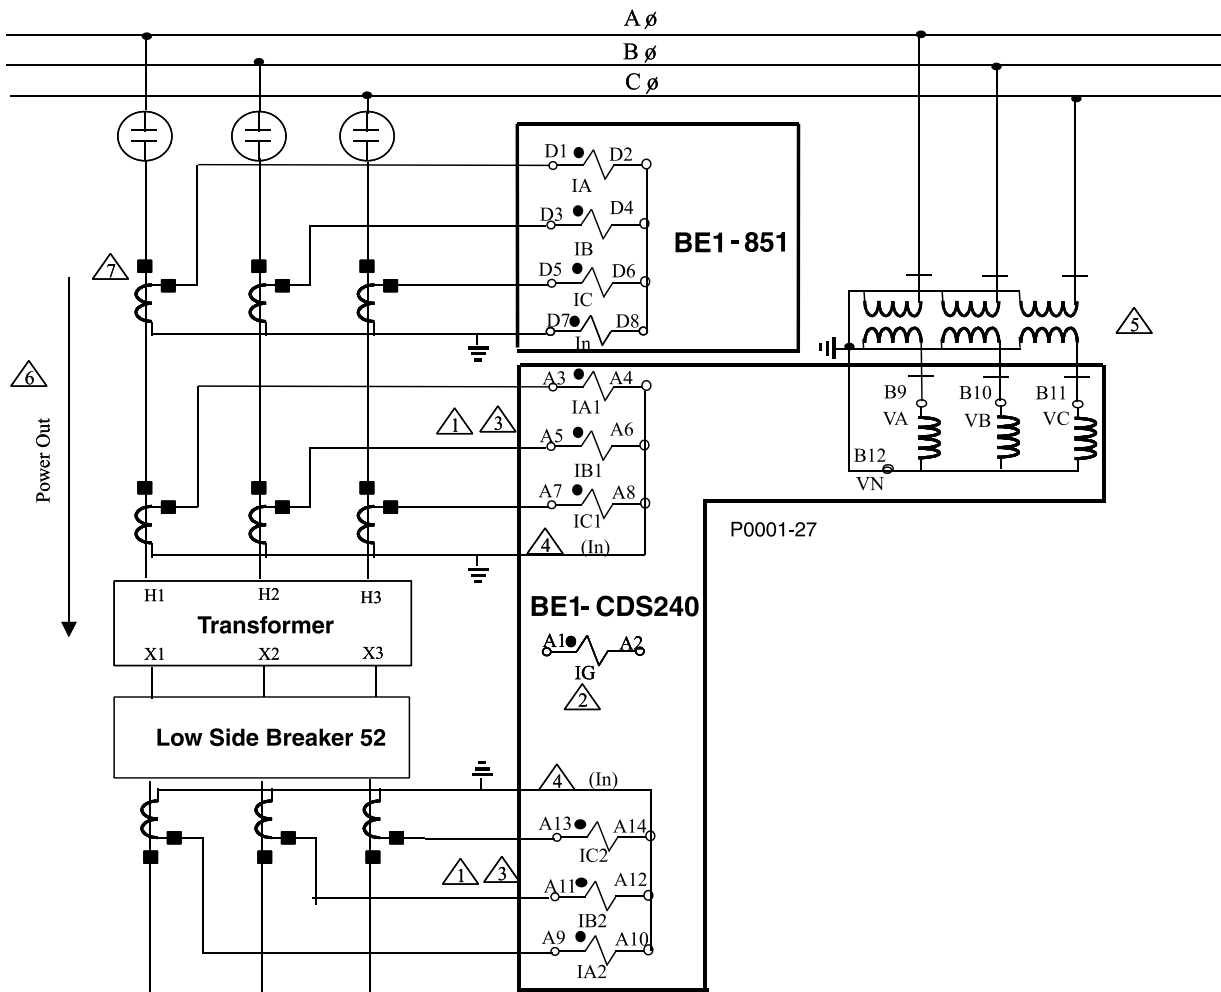 A ø
B ø
C ø
D1 D2
IA
D3 D4
IB
BE1-851
D5 D6
IC
D7 D8
In
7
5
6
Power Out
A3 A4
IA1
1 3
A5 A6
IB1
A7 A8
IC1
4 (In)
B9 B10 B11
VA VB VC
B12
VN
P0001-27
H1 H2 H3
Transformer
X1 X2 X3
BE1-CDS240
A1 A2
IG
2
Low Side Breaker 52
4 (In)
A13 A14
IC2
1 3
A11 A12
IB2
A9 A10
IA2